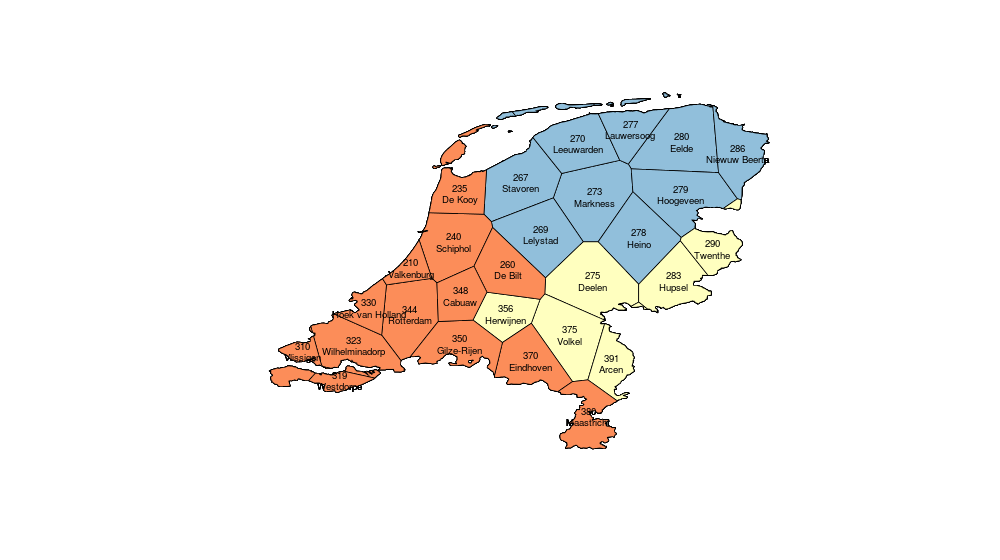 277
Lauwersoog
270
Leeuwarden
280
Eelde
286
Niewuw Beerta
267
Stavoren
235
De Kooy
273
Markness
279
Hoogeveen
240
Schiphol
269
Lelystad
278
Heino
290
Twenthe
210
Valkenburg
260
De Bilt
275
Deelen
283
Hupsel
348
Cabuaw
330
Hoek van Holland
344
Rotterdam
356
Herwijnen
375
Volkel
310
Vlissigen
323
Wilhelminadorp
350
Gilze-Rijen
370
Eindhoven
391
Arcen
319
Westdorpe
380
Maastricht